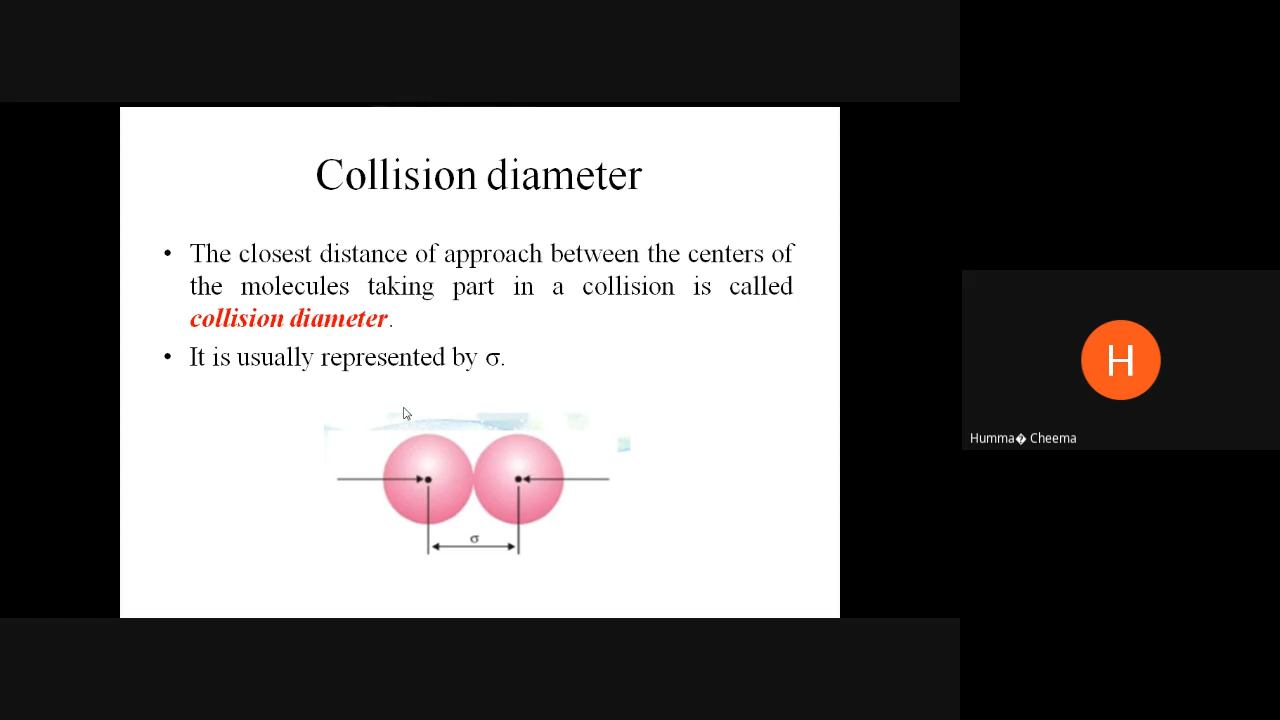 Collision diameter
• The closest distance of approach between the centers of
the molecules taking part in a collision is called
collision diameter.
• It is usually represented by σ.
σ
H
Humma� Cheema